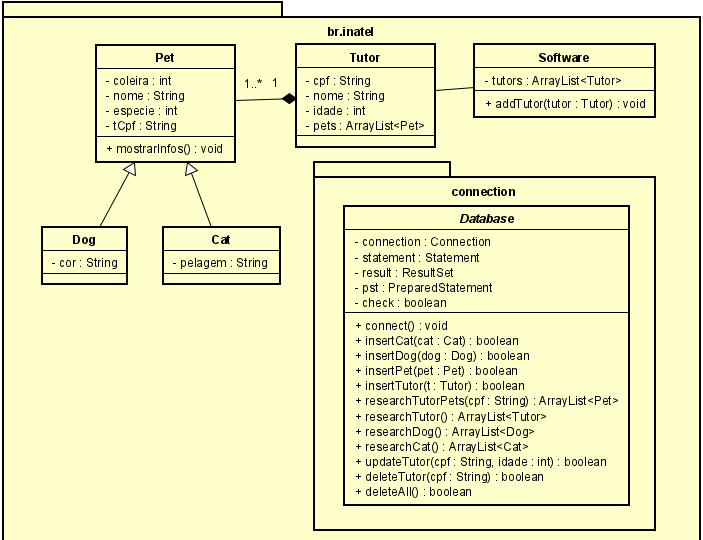 br.inatel
Pet
- coleira : int
- nome : String
- especie : int
- tCpf : String
+ mostrarInfos() : void
1..*
1
Tutor
- cpf : String
- nome : String
- idade : int
- pets : ArrayList<Pet>
Software
- tutors : ArrayList<Tutor>
+ addTutor(tutor : Tutor) : void
Dog
- cor : String
Cat
- pelagem : String
connection
Database
- connection : Connection
- statement : Statement
- result : ResultSet
- pst : PreparedStatement
- check : boolean
+ connect() : void
+ insertCat(cat : Cat) : boolean
+ insertDog(dog : Dog) : boolean
+ insertPet(pet : Pet) : boolean
+ insertTutor(t : Tutor) : boolean
+ researchTutorPets(cpf : String) : ArrayList<Pet>
+ researchTutor() : ArrayList<Tutor>
+ researchDog() : ArrayList<Dog>
+ researchCat() : ArrayList<Cat>
+ updateTutor(cpf : String, idade : int) : boolean
+ deleteTutor(cpf : String) : boolean
+ deleteAll() : boolean